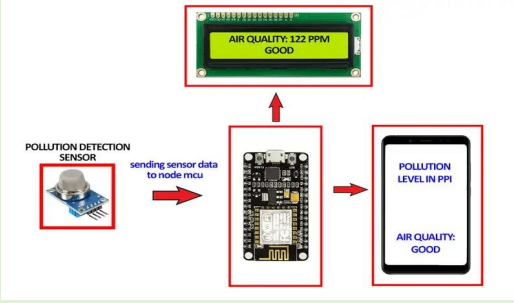 AIR QUALITY: 122 PPM
GOOD
POLLUTION DETECTION
SENSOR
sending sensor data
to node mcu
POLLUTION
LEVEL IN PPI
AIR QUALITY:
GOOD